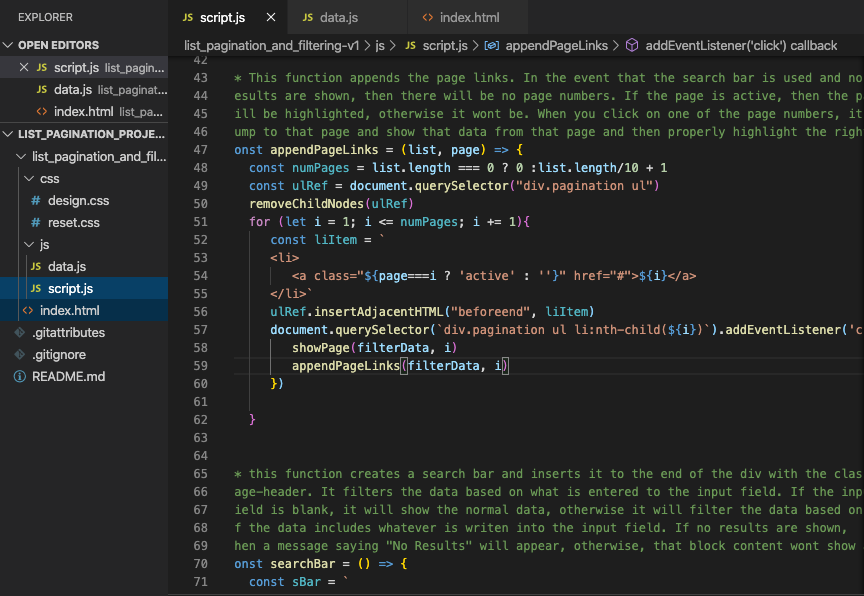 EXPLORER
OPEN EDITORS
JS script.js list_pagin...
JS data.js list_paginat...
<> index.html list_pa...
LIST_PAGINATION_PROJE...
list_pagination_and_fil...
css
# design.css
# reset.css
js
JS data.js
JS script.js
<> index.html
.gitattributes
.gitignore
README.md
JS script.js JS data.js <> index.html
list_pagination_and_filtering-v1 > js > JS script.js > appendPageLinks > addEventListener('click') callback
42
43 * This function appends the page links. In the event that the search bar is used and no
44 esults are shown, then there will be no page numbers. If the page is active, then the p
45 ill be highlighted, otherwise it wont be. When you click on one of the page numbers, it
46 ump to that page and show that data from that page and then properly highlight the righ
47 onst appendPageLinks = (list, page) => {
48 const numPages = list.length === 0 ? 0 :list.length/10 + 1
49 const ulRef = document.querySelector("div.pagination ul")
50 removeChildNodes(ulRef)
51 for (let i = 1; i <= numPages; i += 1){
52 const liItem = `
53 <li>
54 <a class="${page===i ? 'active' : ''}" href="#">${i}</a>
55 </li>`
56 ulRef.insertAdjacentHTML("beforeend", liItem)
57 document.querySelector(`div.pagination ul li:nth-child(${i})`).addEventListener('c
58 showPage(filterData, i)
59 appendPageLinks(filterData, i)
60 })
61
62 }
63
64
65 * this function creates a search bar and inserts it to the end of the div with the clas
66 age-header. It filters the data based on what is entered to the input field. If the inp
67 ield is blank, it will show the normal data, otherwise it will filter the data based on
68 f the data includes whatever is writen into the input field. If no results are shown,
69 hen a message saying "No Results" will appear, otherwise, that block content wont show
70 onst searchBar = () => {
71 const sBar = `